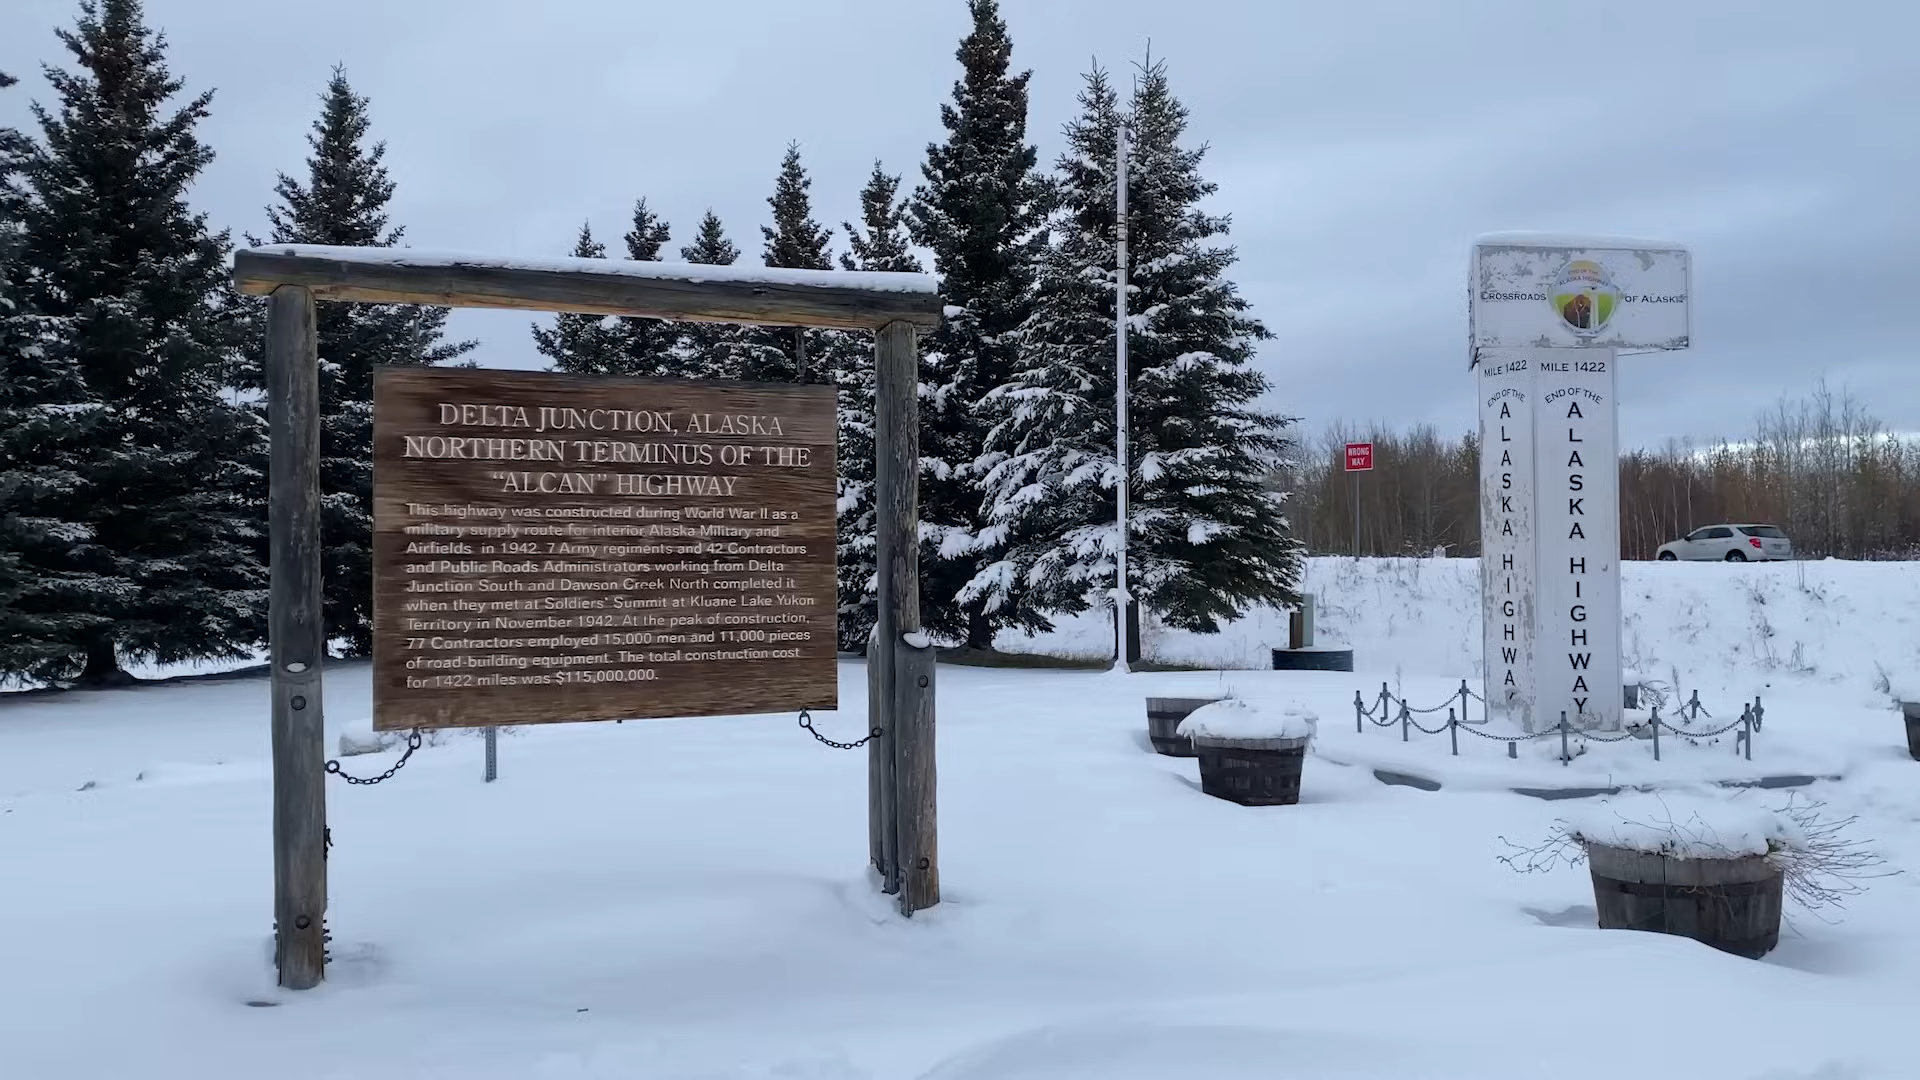 DELTA JUNCTION, ALASKA
NORTHERN TERMINUS OF THE
"ALCAN" HIGHWAY
This highway was constructed during World War II as a
military supply route for interior Alaska Military and
Airfields in 1942. 7 Army regiments and 42 Contractors
and Public Roads Administrators working from Delta
Junction South and Dawson Creek North completed it
when they met at Soldiers' Summit at Kluane Lake Yukon
Territory in November 1942. At the peak of construction,
77 Contractors employed 15,000 men and 11,000 pieces
of road-building equipment. The total construction cost
for 1422 miles was $115,000,000.
WRONG
WAY
END OF THE
ALASKA HIGHWAY
CROSSROADS OF ALASKA
MILE 1422
END OF THE
ALASKA HIGHWAY
MILE 1422
END OF THE
ALASKA HIGHWAY